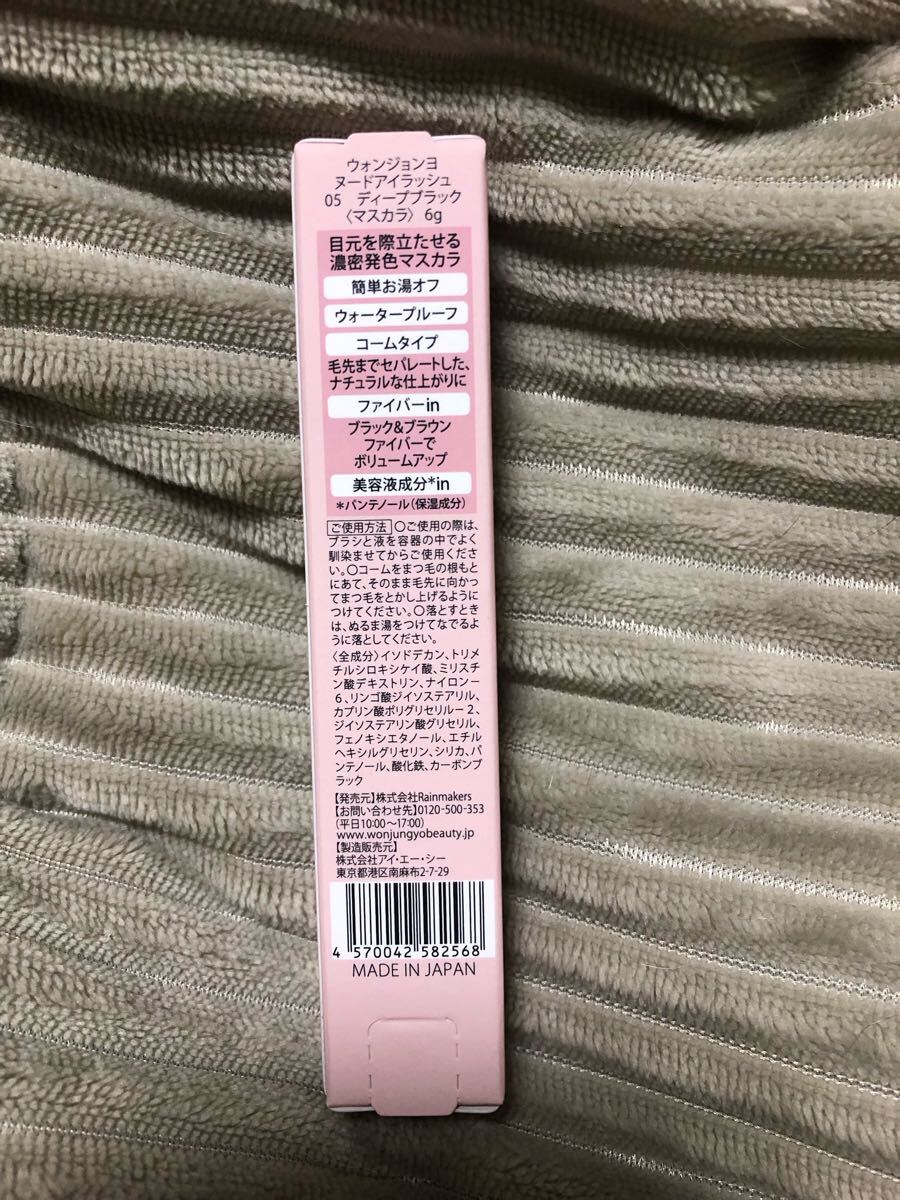 ウォンジョンヨ
ヌードアイラッシュ
05　ディープブラック
〈マスカラ〉 6g
目元を際立たせる
濃密発色マスカラ
簡単お湯オフ
ウォータープルーフ
コームタイプ
毛先までセパレートした、
ナチュラルな仕上がりに
ファイバーin
ブラック&ブラウン
ファイバーで
ボリュームアップ
美容液成分*in
*パンテノール(保湿成分)
ご使用方法 〇ご使用の際は、
ブラシと液を容器の中でよく
馴染ませてからご使用くださ
い。〇コームをまつ毛の根もと
にあて、そのまま毛先に向かっ
てまつ毛をとかし上げるように
つけてください。〇落とすとき
は、ぬるま湯をつけてなでるよ
うに落としてください。
〈全成分〉イソドデカン、トリメ
チルシロキシケイ酸、ミリスチ
ン酸デキストリン、ナイロン－
6、リンゴ酸ジイソステアリル、
カプリン酸ポリグリセリル－2、
ジイソステアリン酸グリセリル、
フェノキシエタノール、エチル
ヘキシルグリセリン、シリカ、パ
ンテノール、酸化鉄、カーボンブ
ラック
【発売元】株式会社Rainmakers
【お問い合わせ先】0120-500-353
(平日10:00〜17:00)
www.wonjungyobeauty.jp
【製造販売元】
株式会社アイ・エー・シー
東京都港区南麻布2-7-29
4 570042 582568
MADE IN JAPAN